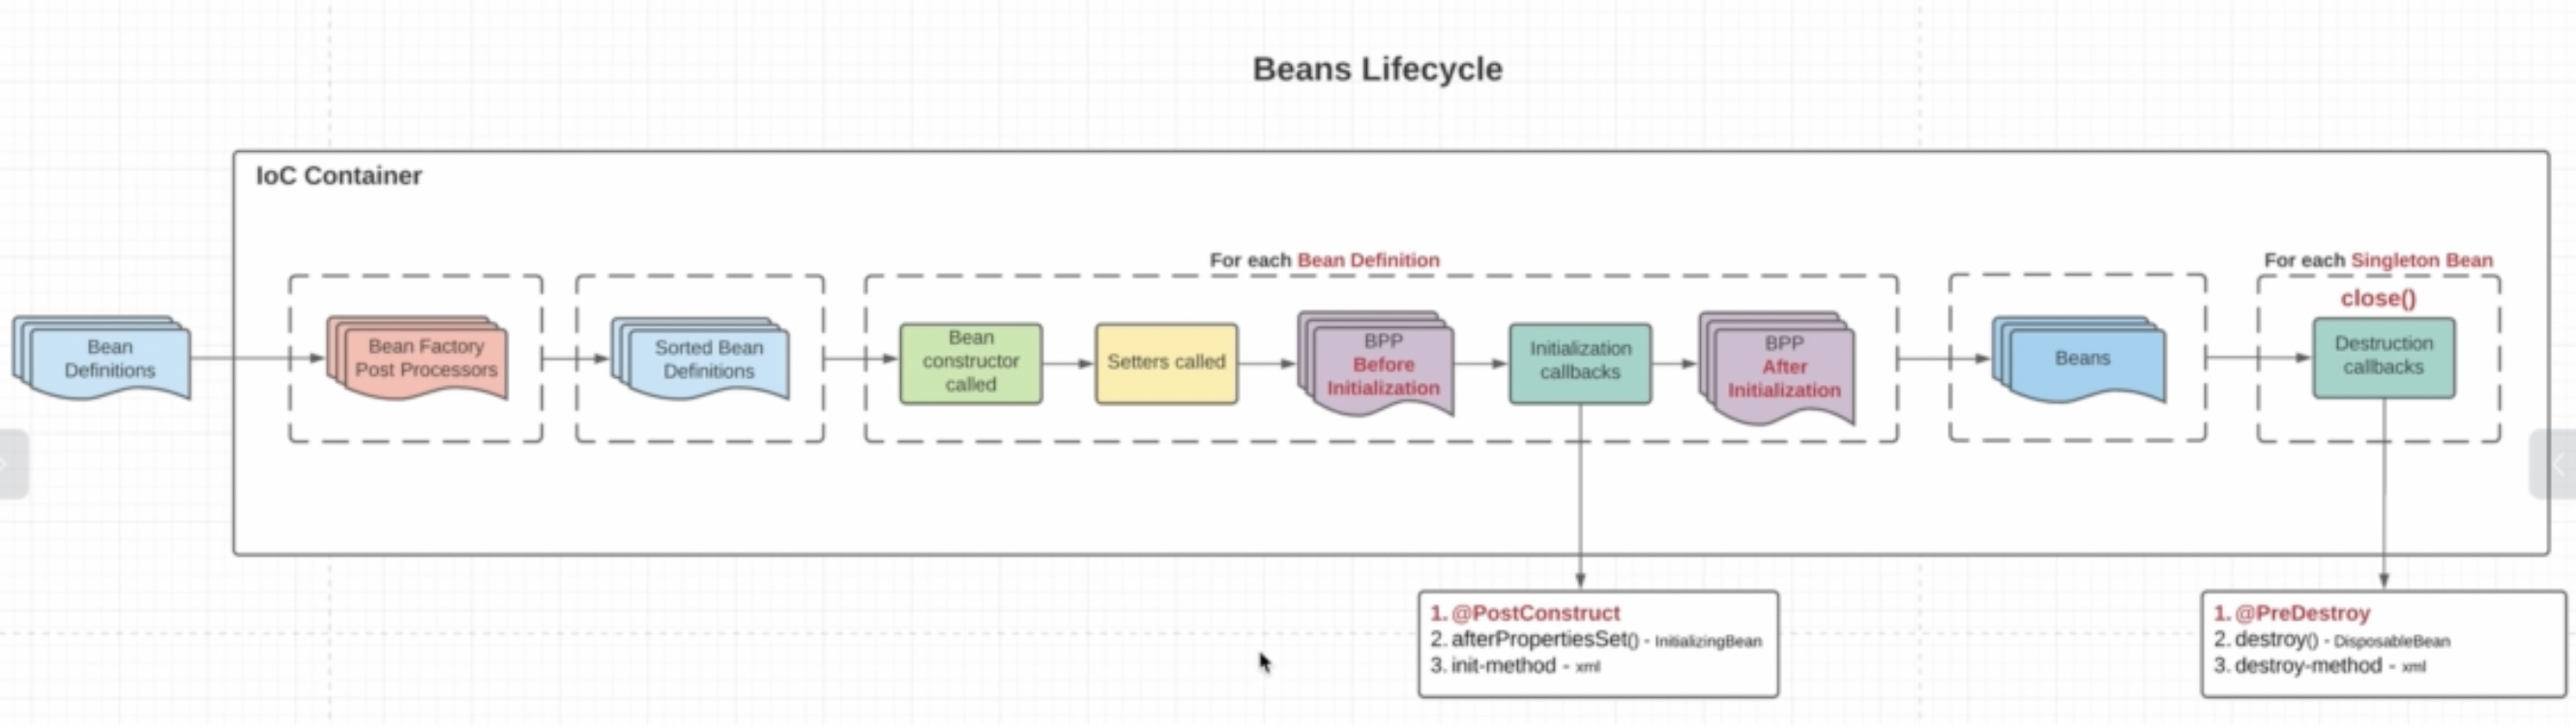 Beans Lifecycle
IoC Container
For each Bean Definition
For each Singleton Bean
close()
Bean
Definitions
Bean Factory
Post Processors
Sorted Bean
Definitions
Bean
constructor
called
Setters called
BPP
Before
Initialization
Initialization
callbacks
BPP
After
Initialization
Beans
Destruction
callbacks
1. @PostConstruct
2. afterPropertiesSet() - InitializingBean
3. init-method - xml
1. @PreDestroy
2. destroy() - DisposableBean
3. destroy-method - xml